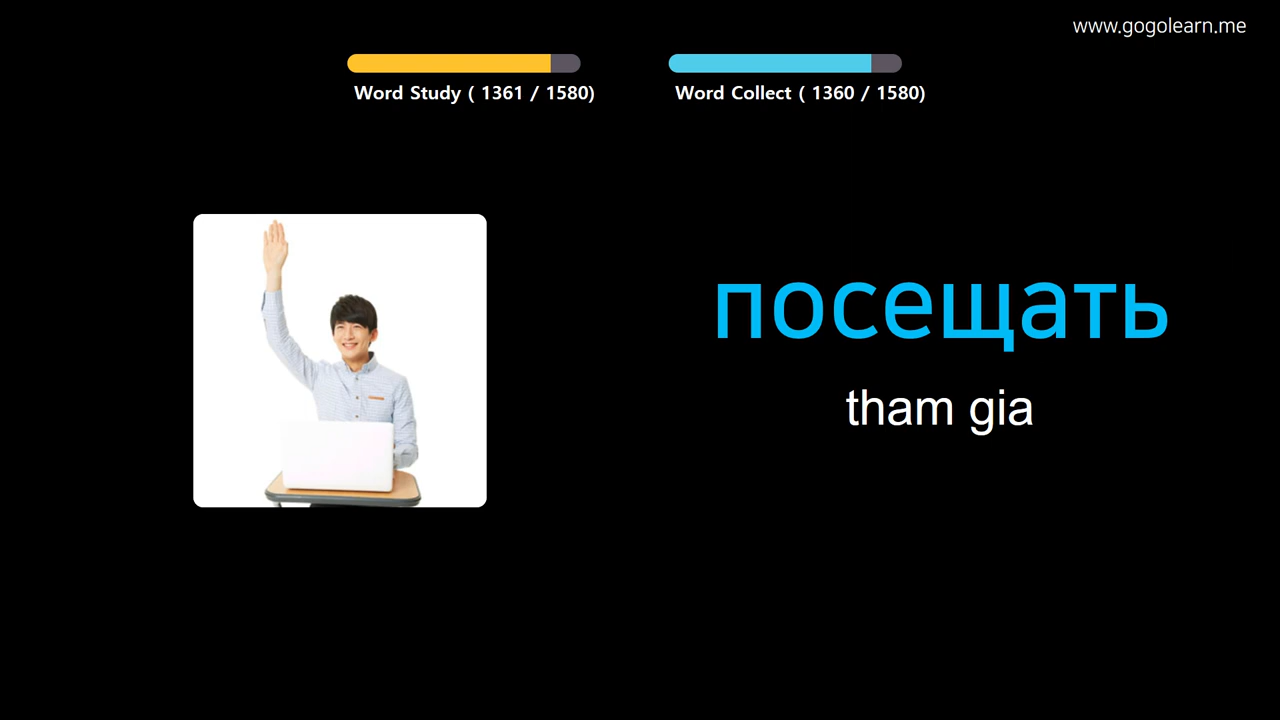 www.gogolearn.me
Word Study ( 1361 / 1580)
Word Collect ( 1360 / 1580)
посещать
tham gia